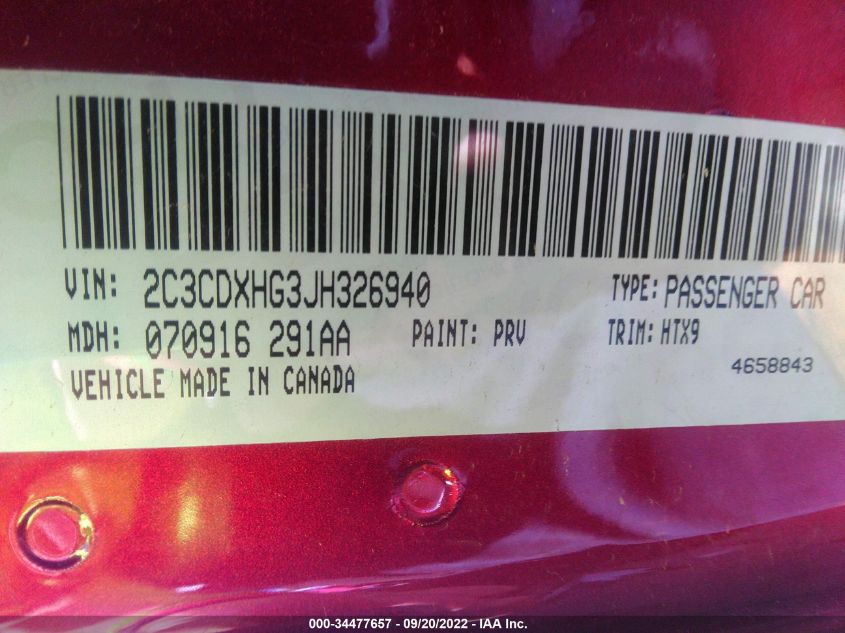 VIN: 2C3CDXHG3JH326940 TYPE: PASSENGER CAR
MDH: 070916 291AA PAINT: PRV TRIM: HTX9
VEHICLE MADE IN CANADA 4658843
000-34477657 - 09/20/2022 - IAA Inc.